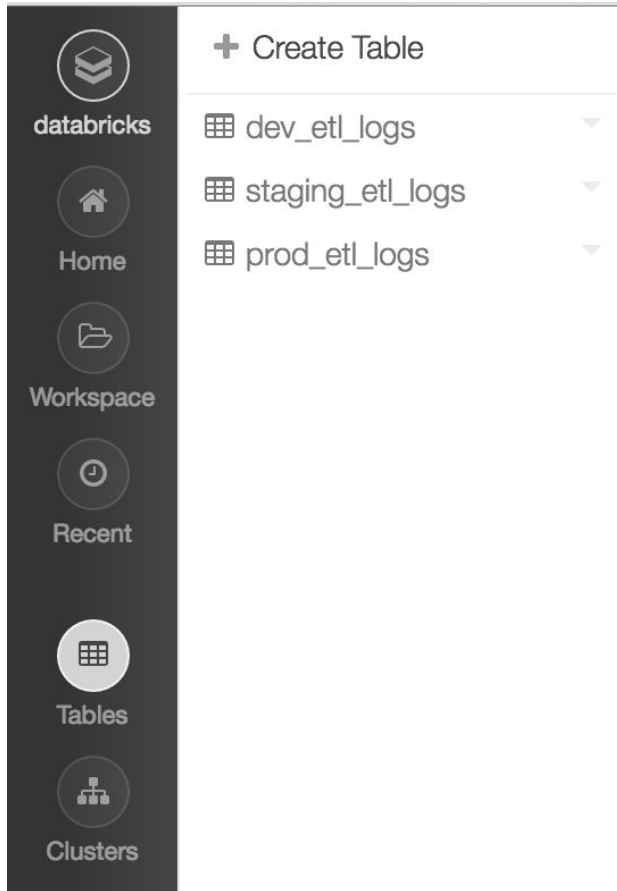 databricks
Home
Workspace
Recent
Tables
Clusters
Create Table
dev_etl_logs
staging_etl_logs
prod_etl_logs